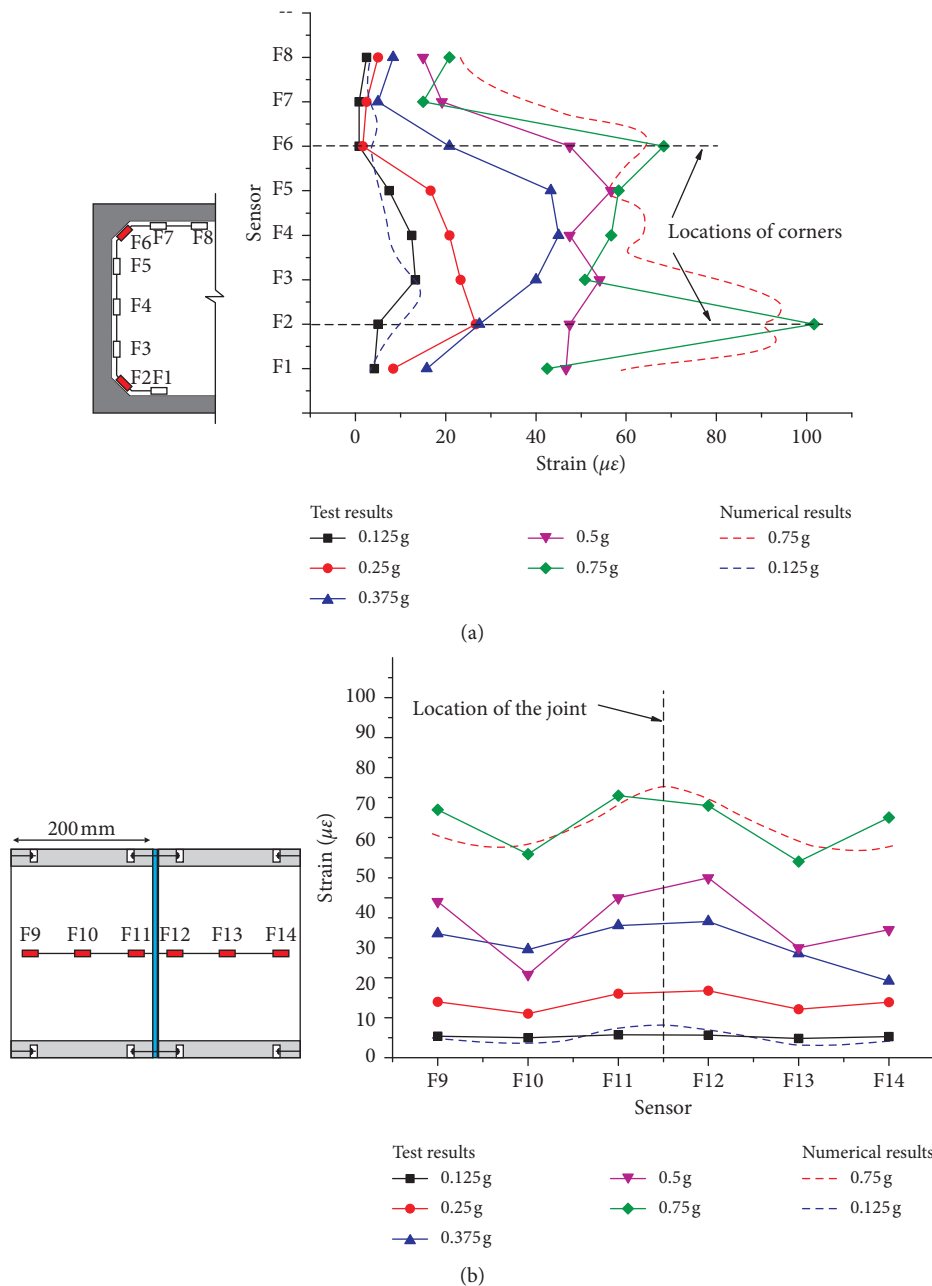 --
F8
F7
F6
F5
F4
F3
F2
F1
Sensor
F6
F7
F8
F5
F4
F3
F2F1
Locations of corners
0
20
40
60
80
100
Strain (με)
Test results
Numerical results
0.125 g
0.5 g
0.75 g
0.25 g
0.75 g
0.125 g
0.375 g
(a)
200 mm
F9
F10
F11
F12
F13
F14
Location of the joint
100
90
80
70
60
50
40
30
20
10
0
Strain (με)
F9
F10
F11
F12
F13
F14
Sensor
Test results
Numerical results
0.125 g
0.5 g
0.75 g
0.25 g
0.75 g
0.125 g
0.375 g
(b)